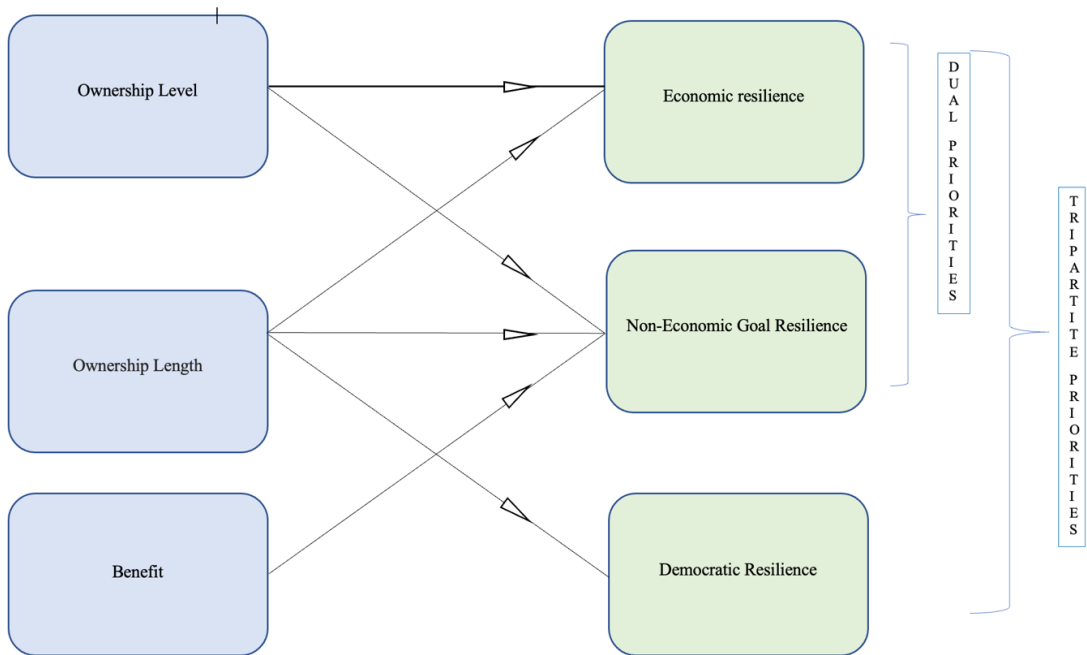 Ownership Level
Economic resilience
Ownership Length
Non-Economic Goal Resilience
Benefit
Democratic Resilience
DUAL PRIORITIES
TRIPARTITE PRIORITIES